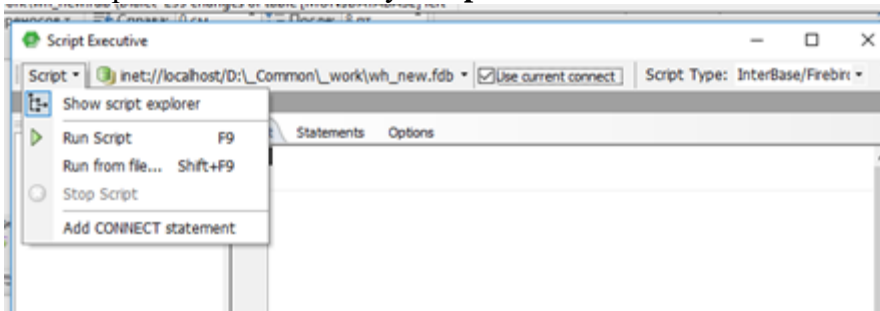 Script Executive
Script inet://localhost/D:\_Common\_work\wh_new.fdb Use current connect Script Type: InterBase/Firebir
Show script explorer
Statements Options
Run Script F9
Run from file... Shift+F9
Stop Script
Add CONNECT statement